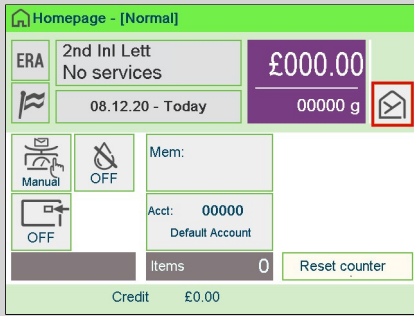 Homepage - [Normal]
ERA
2nd Inl Lett
No services
£000.00
08.12.20 - Today
00000 g
Manual
OFF
Mem:
OFF
Acct: 00000
Default Account
Items 0
Reset counter
Credit £0.00